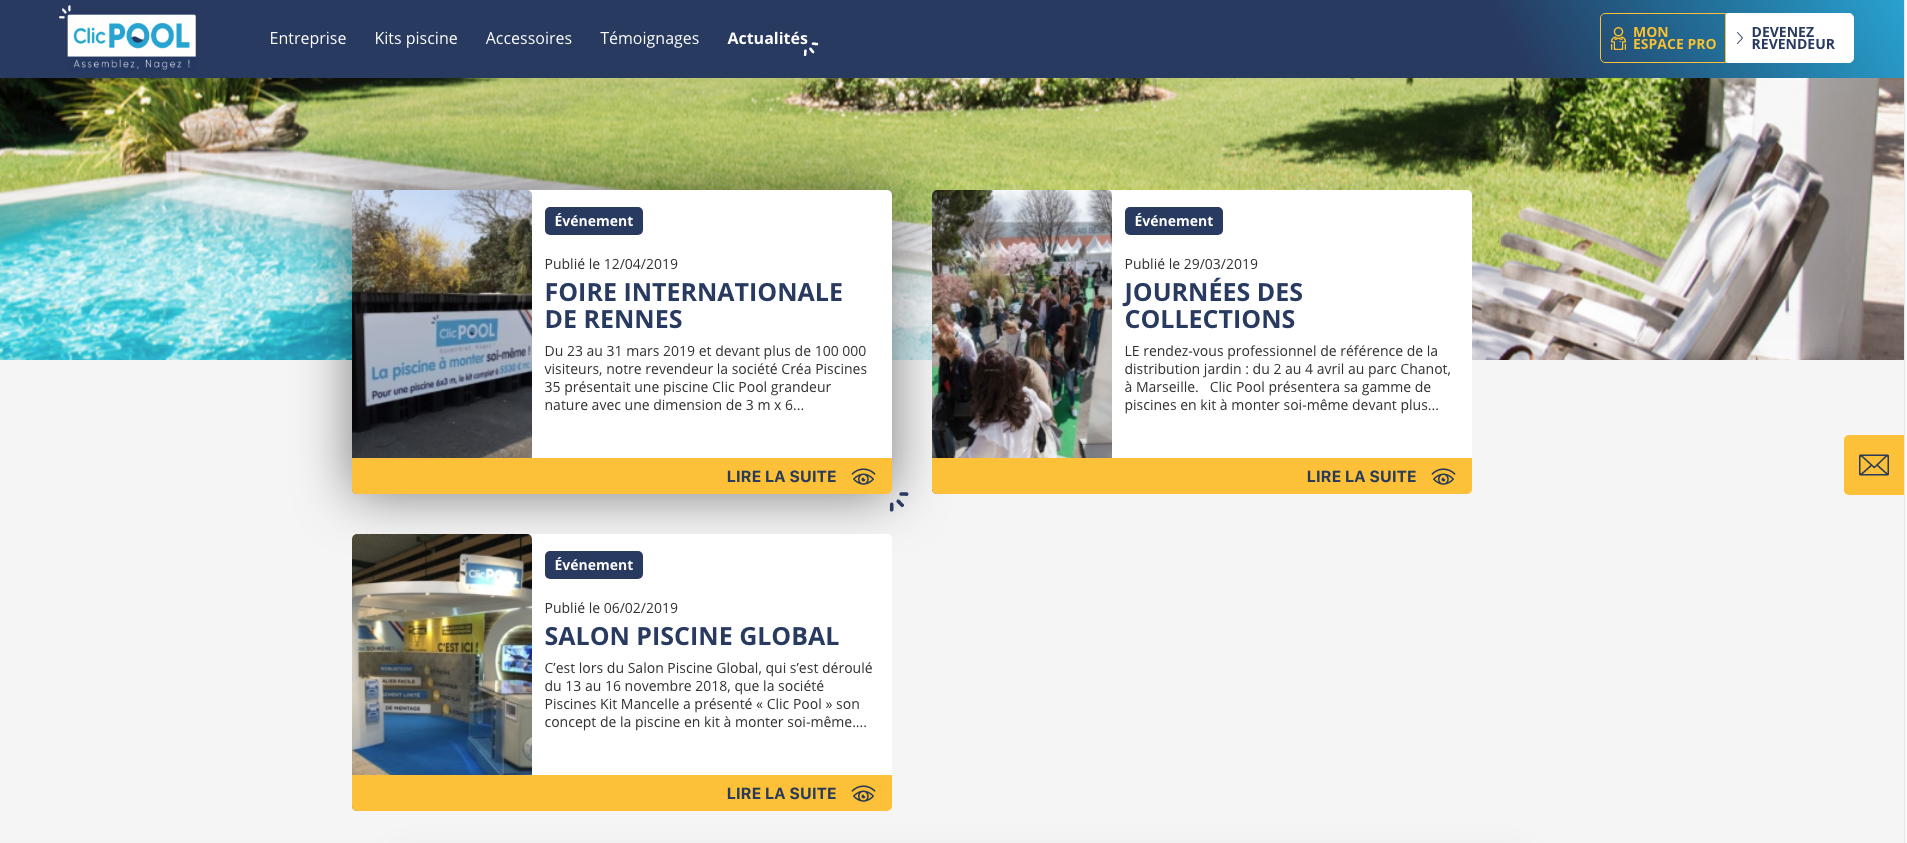 Clic POOL
Assemblez, Nagez !
Entreprise
Kits piscine
Accessoires
Témoignages
Actualités
MON
ESPACE PRO
DEVENEZ
REVENDEUR
Clic POOL
Assemblez, Nagez !
La piscine à monter soi-même !
Pour une piscine 6x3 m, le kit complet à 5530 € TTC
Événement
Publié le 12/04/2019
FOIRE INTERNATIONALE
DE RENNES
Du 23 au 31 mars 2019 et devant plus de 100 000
visiteurs, notre revendeur la société Créa Piscines
35 présentait une piscine Clic Pool grandeur
nature avec une dimension de 3 m x 6...
LIRE LA SUITE
Événement
Publié le 29/03/2019
JOURNÉES DES
COLLECTIONS
LE rendez-vous professionnel de référence de la
distribution jardin : du 2 au 4 avril au parc Chanot,
à Marseille.   Clic Pool présentera sa gamme de
piscines en kit à monter soi-même devant plus...
LIRE LA SUITE
Clic POOL
C'EST ICI !
DE MONTAGE
Événement
Publié le 06/02/2019
SALON PISCINE GLOBAL
C’est lors du Salon Piscine Global, qui s’est déroulé
du 13 au 16 novembre 2018, que la société
Piscines Kit Mancelle a présenté « Clic Pool » son
concept de la piscine en kit à monter soi-même....
LIRE LA SUITE